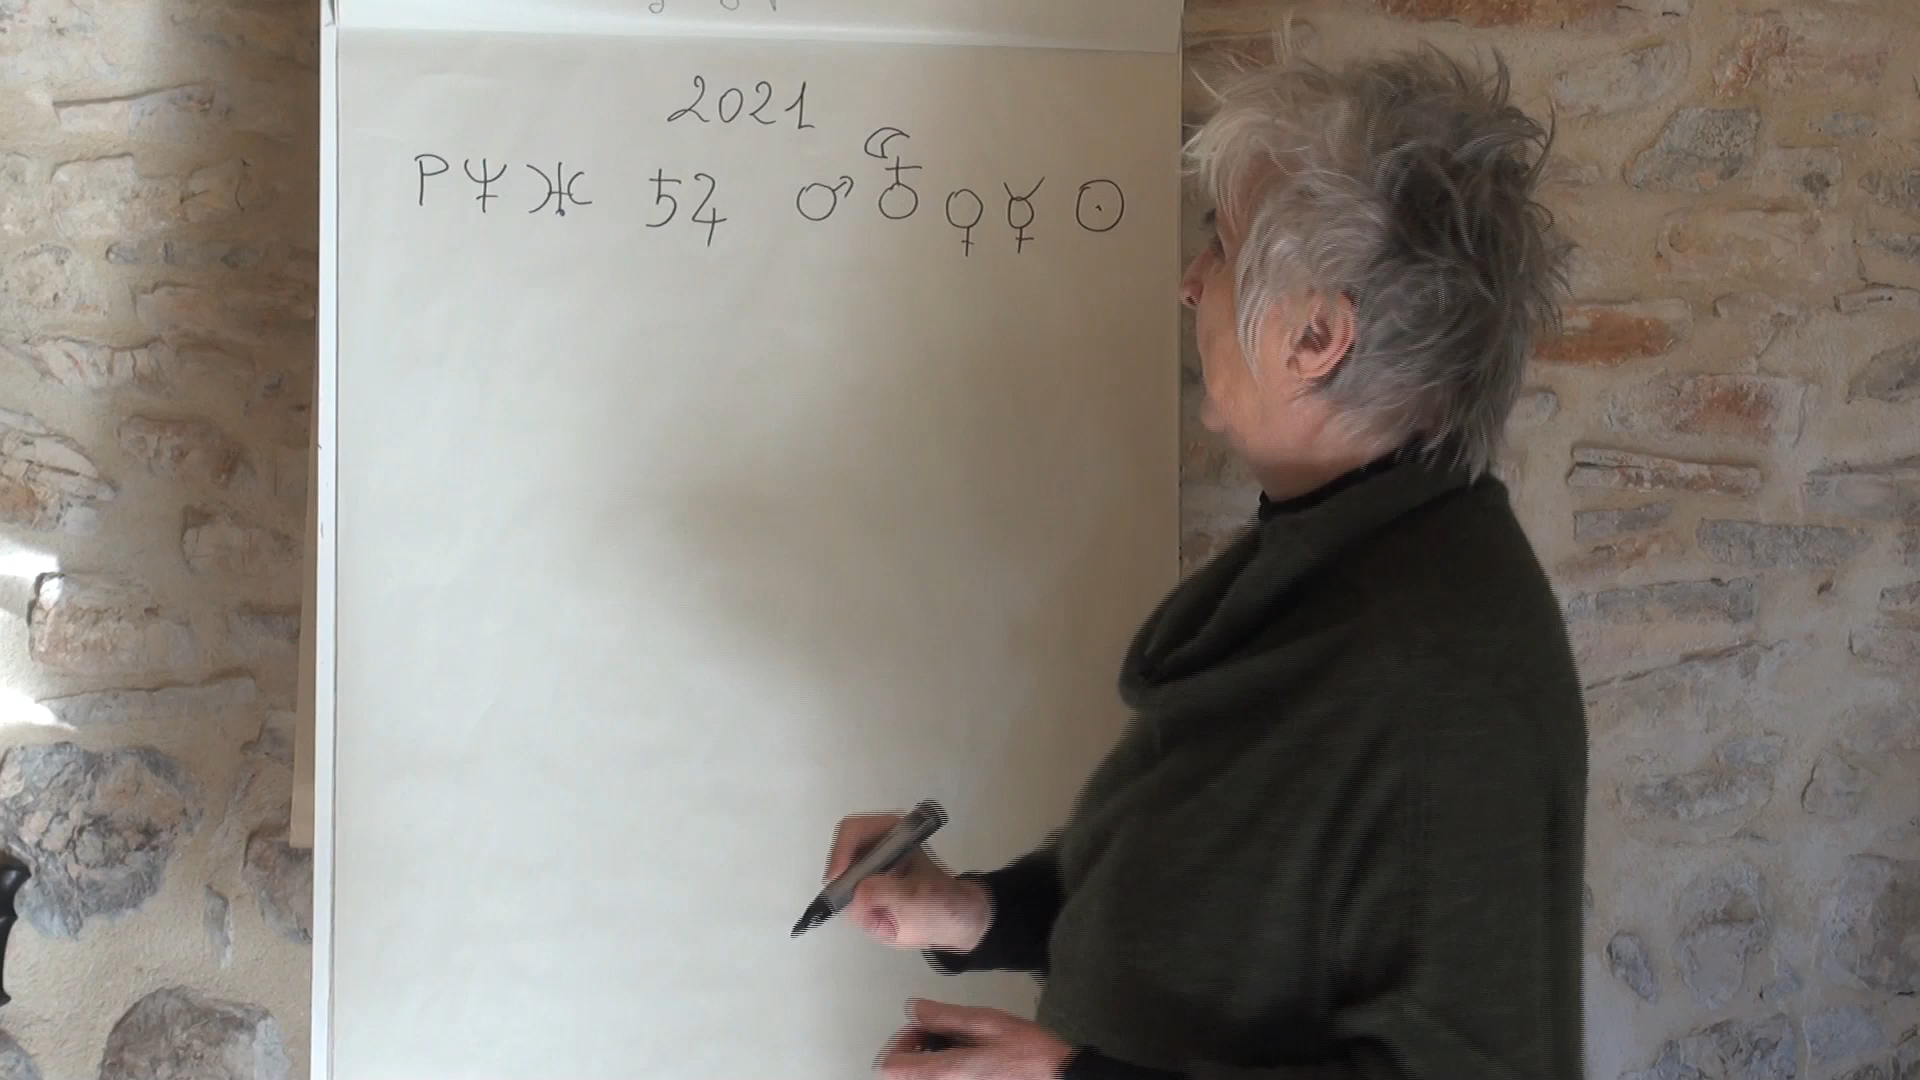 2021
P ♆ ♅ ♄ ♃ ♂ ☾ ♁ ♀ ☿ ☉